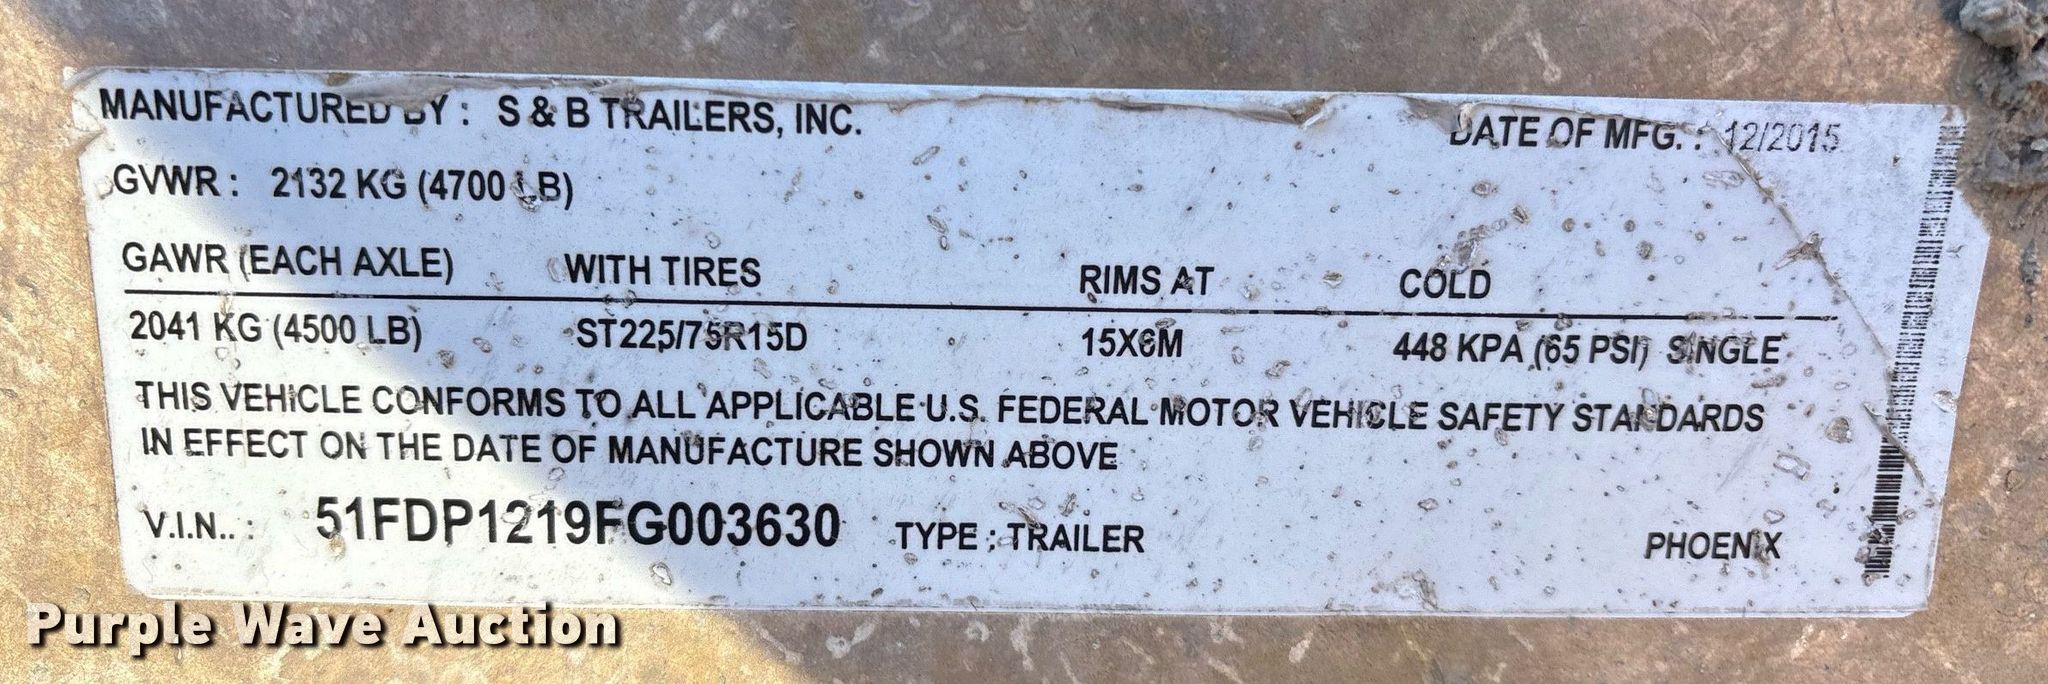 MANUFACTURED BY : S & B TRAILERS, INC. DATE OF MFG. : 12/2015
GVWR : 2132 KG (4700 LB)
GAWR (EACH AXLE) WITH TIRES RIMS AT COLD
2041 KG (4500 LB) ST225/75R15D 15X6M 448 KPA (65 PSI) SINGLE
THIS VEHICLE CONFORMS TO ALL APPLICABLE U.S. FEDERAL MOTOR VEHICLE SAFETY STANDARDS
IN EFFECT ON THE DATE OF MANUFACTURE SHOWN ABOVE
V.I.N.. : 51FDP1219FG003630 TYPE : TRAILER PHOENIX
Purple Wave Auction